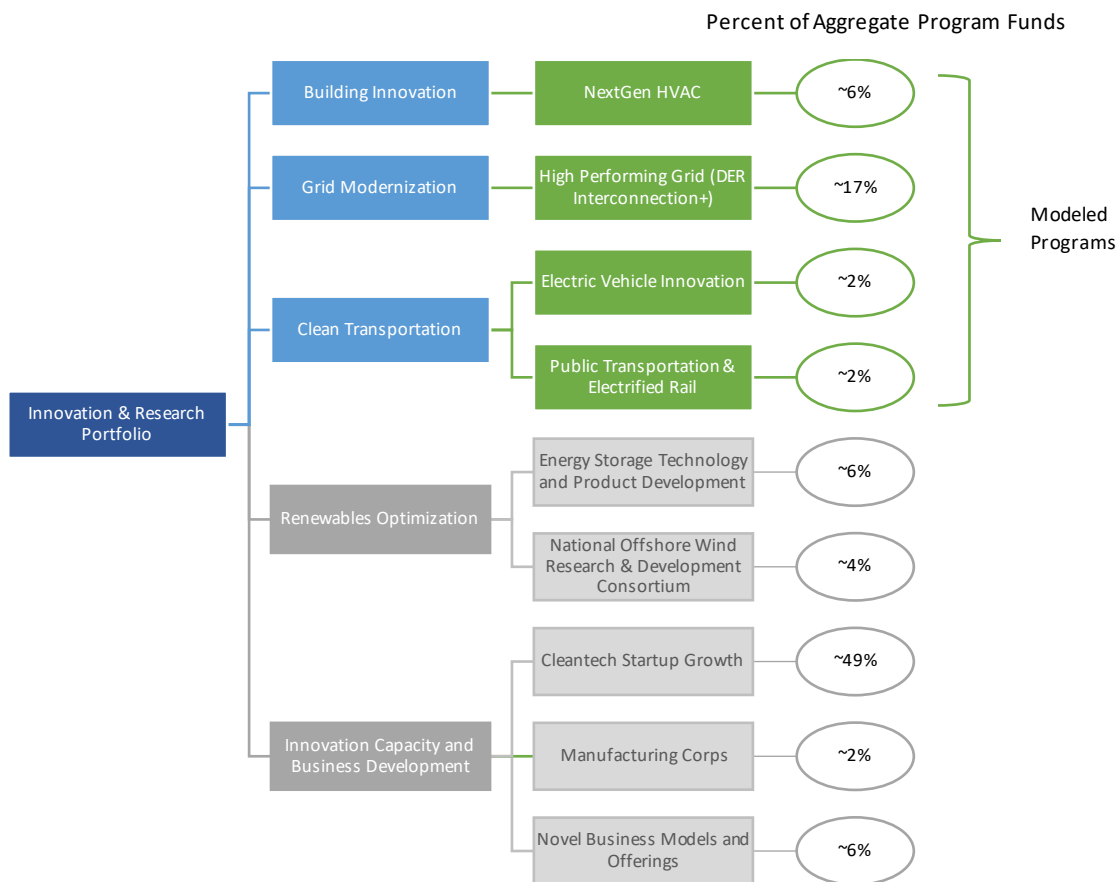 Percent of Aggregate Program Funds
Building Innovation
NextGen HVAC
~6%
Grid Modernization
High Performing Grid (DER
Interconnection+)
~17%
Modeled
Programs
Electric Vehicle Innovation
~2%
Clean Transportation
Public Transportation &
Electrified Rail
~2%
Innovation & Research
Portfolio
Energy Storage Technology
and Product Development
~6%
Renewables Optimization
National Offshore Wind
Research & Development
Consortium
~4%
Cleantech Startup Growth
~49%
Innovation Capacity and
Business Development
Manufacturing Corps
~2%
Novel Business Models and
Offerings
~6%